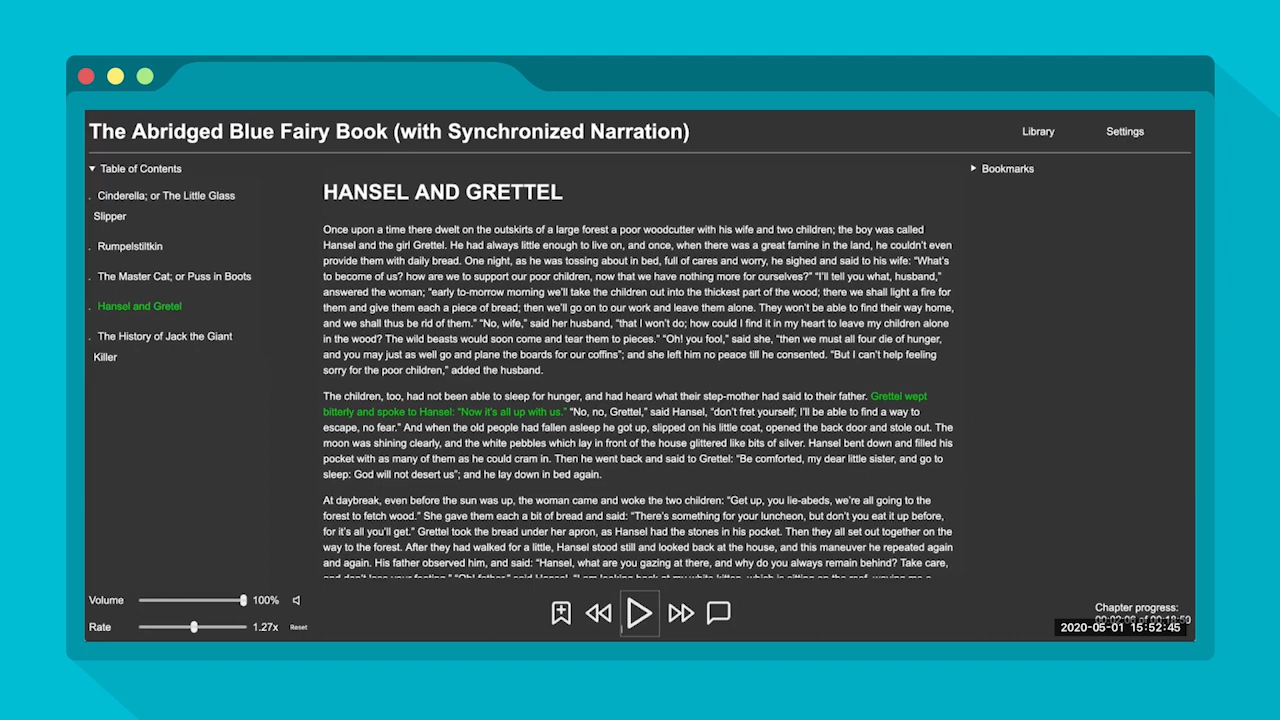 The Abridged Blue Fairy Book (with Synchronized Narration)
Library
Settings
Table of Contents
Cinderella; or The Little Glass
Slipper
Rumpelstiltkin
The Master Cat; or Puss in Boots
Hansel and Gretel
The History of Jack the Giant
Killer
HANSEL AND GRETTEL
Once upon a time there dwelt on the outskirts of a large forest a poor woodcutter with his wife and two children; the boy was called
Hansel and the girl Grettel. He had always little enough to live on, and once, when there was a great famine in the land, he couldn't even
provide them with daily bread. One night, as he was tossing about in bed, full of cares and worry, he sighed and said to his wife: “What's
to become of us? how are we to support our poor children, now that we have nothing more for ourselves?” “I'll tell you what, husband,”
answered the woman; “early to-morrow morning we'll take the children out into the thickest part of the wood; there we shall light a fire for
them and give them each a piece of bread; then we'll go on to our work and leave them alone. They won't be able to find their way home,
and we shall thus be rid of them.” “No, wife,” said her husband, “that I won't do; how could I find it in my heart to leave my children alone
in the wood? The wild beasts would soon come and tear them to pieces.” “Oh! you fool,” said she, “then we must all four die of hunger,
and you may just as well go and plane the boards for our coffins”; and she left him no peace till he consented. “But I can't help feeling
sorry for the poor children,” added the husband.
The children, too, had not been able to sleep for hunger, and had heard what their step-mother had said to their father. Grettel wept
bitterly and spoke to Hansel: “Now it's all up with us.” “No, no, Grettel,” said Hansel, “don't fret yourself; I'll be able to find a way to
escape, no fear.” And when the old people had fallen asleep he got up, slipped on his little coat, opened the back door and stole out. The
moon was shining clearly, and the white pebbles which lay in front of the house glittered like bits of silver. Hansel bent down and filled his
pocket with as many of them as he could cram in. Then he went back and said to Grettel: “Be comforted, my dear little sister, and go to
sleep: God will not desert us”; and he lay down in bed again.
At daybreak, even before the sun was up, the woman came and woke the two children: “Get up, you lie-abeds, we're all going to the
forest to fetch wood.” She gave them each a bit of bread and said: “There's something for your luncheon, but don't you eat it up before,
for it's all you'll get.” Grettel took the bread under her apron, as Hansel had the stones in his pocket. Then they all set out together on the
way to the forest. After they had walked for a little, Hansel stood still and looked back at the house, and this maneuver he repeated again
and again. His father observed him, and said: “Hansel, what are you gazing at there, and why do you always remain behind? Take care,
and don't lose your footing.” “Oh! father,” said Hansel, “I am looking back at my white kitten, which is sitting on the roof, waving me a
Bookmarks
Volume 100%
Rate 1.27x Reset
Chapter progress:
2020-05-01 15:52:45